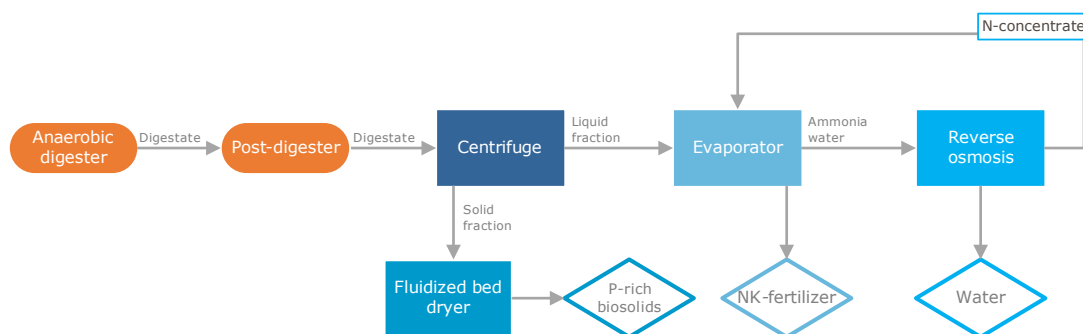 N-concentrate
Anaerobic
digester
Digestate
Post-digester
Digestate
Centrifuge
Liquid
fraction
Evaporator
Ammonia
water
Reverse
osmosis
Solid
fraction
Fluidized bed
dryer
P-rich
biosolids
NK-fertilizer
Water